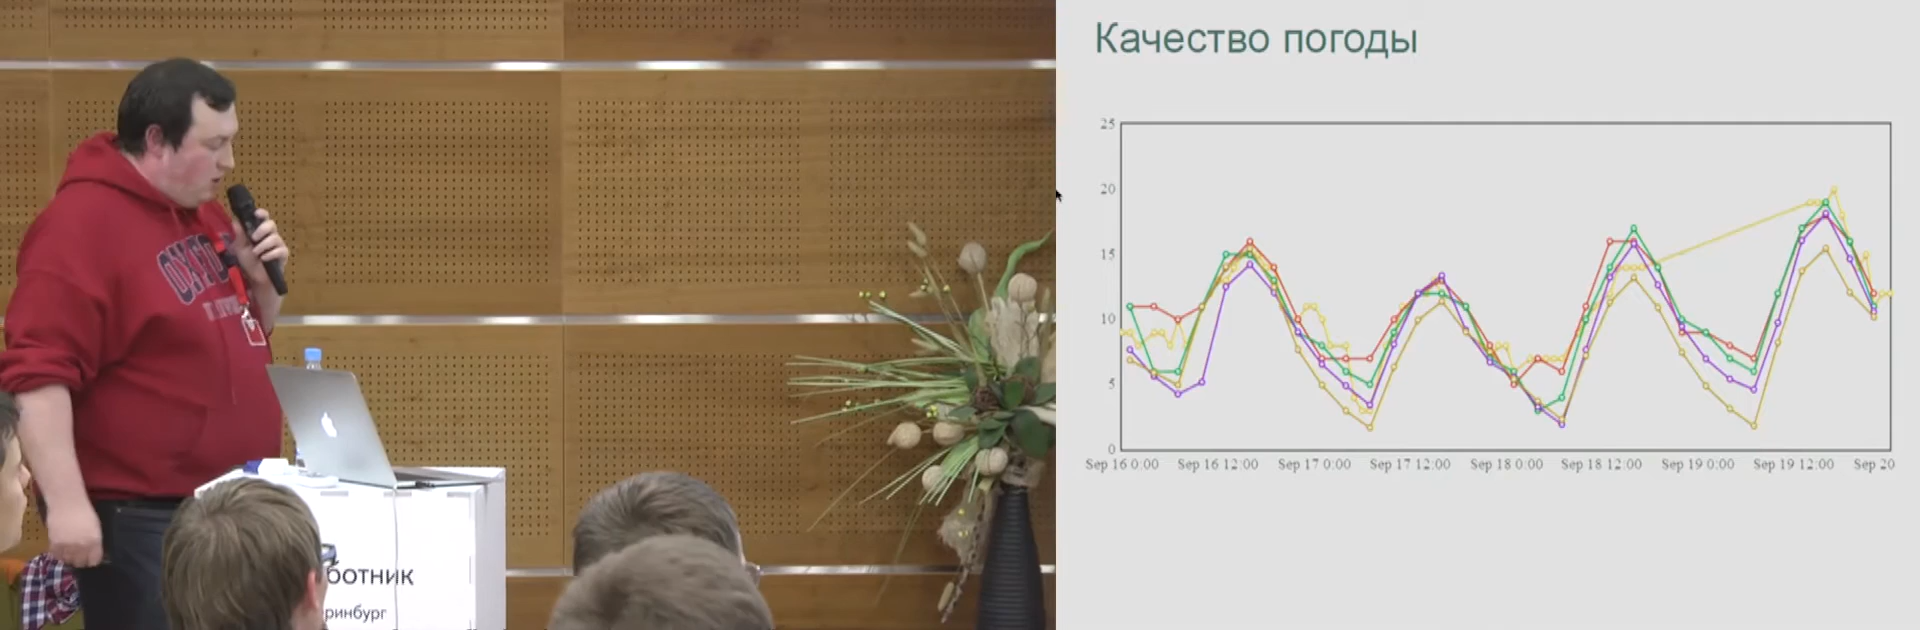 Качество погоды
25
20
15
10
5
0
Sep 16 0:00 Sep 16 12:00 Sep 17 0:00 Sep 17 12:00 Sep 18 0:00 Sep 18 12:00 Sep 19 0:00 Sep 19 12:00 Sep 20
ботник
ринбург